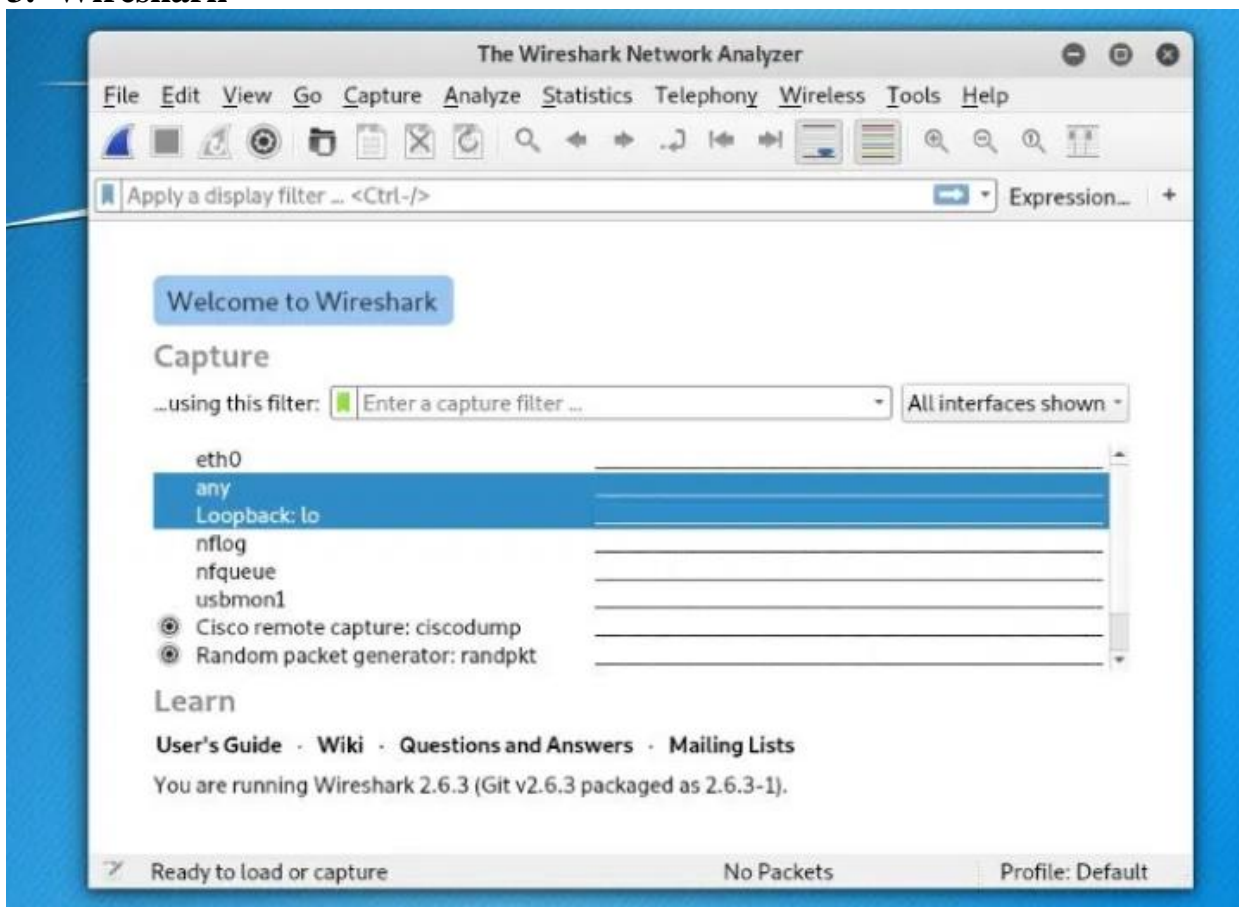 The Wireshark Network Analyzer
File Edit View Go Capture Analyze Statistics Telephony Wireless Tools Help
Apply a display filter ... <Ctrl-/> Expression... +
Welcome to Wireshark
Capture
...using this filter: Enter a capture filter ... All interfaces shown
eth0
any
Loopback: lo
nflog
nfqueue
usbmon1
Cisco remote capture: ciscodump
Random packet generator: randpkt
Learn
User's Guide · Wiki · Questions and Answers · Mailing Lists
You are running Wireshark 2.6.3 (Git v2.6.3 packaged as 2.6.3-1).
Ready to load or capture No Packets Profile: Default